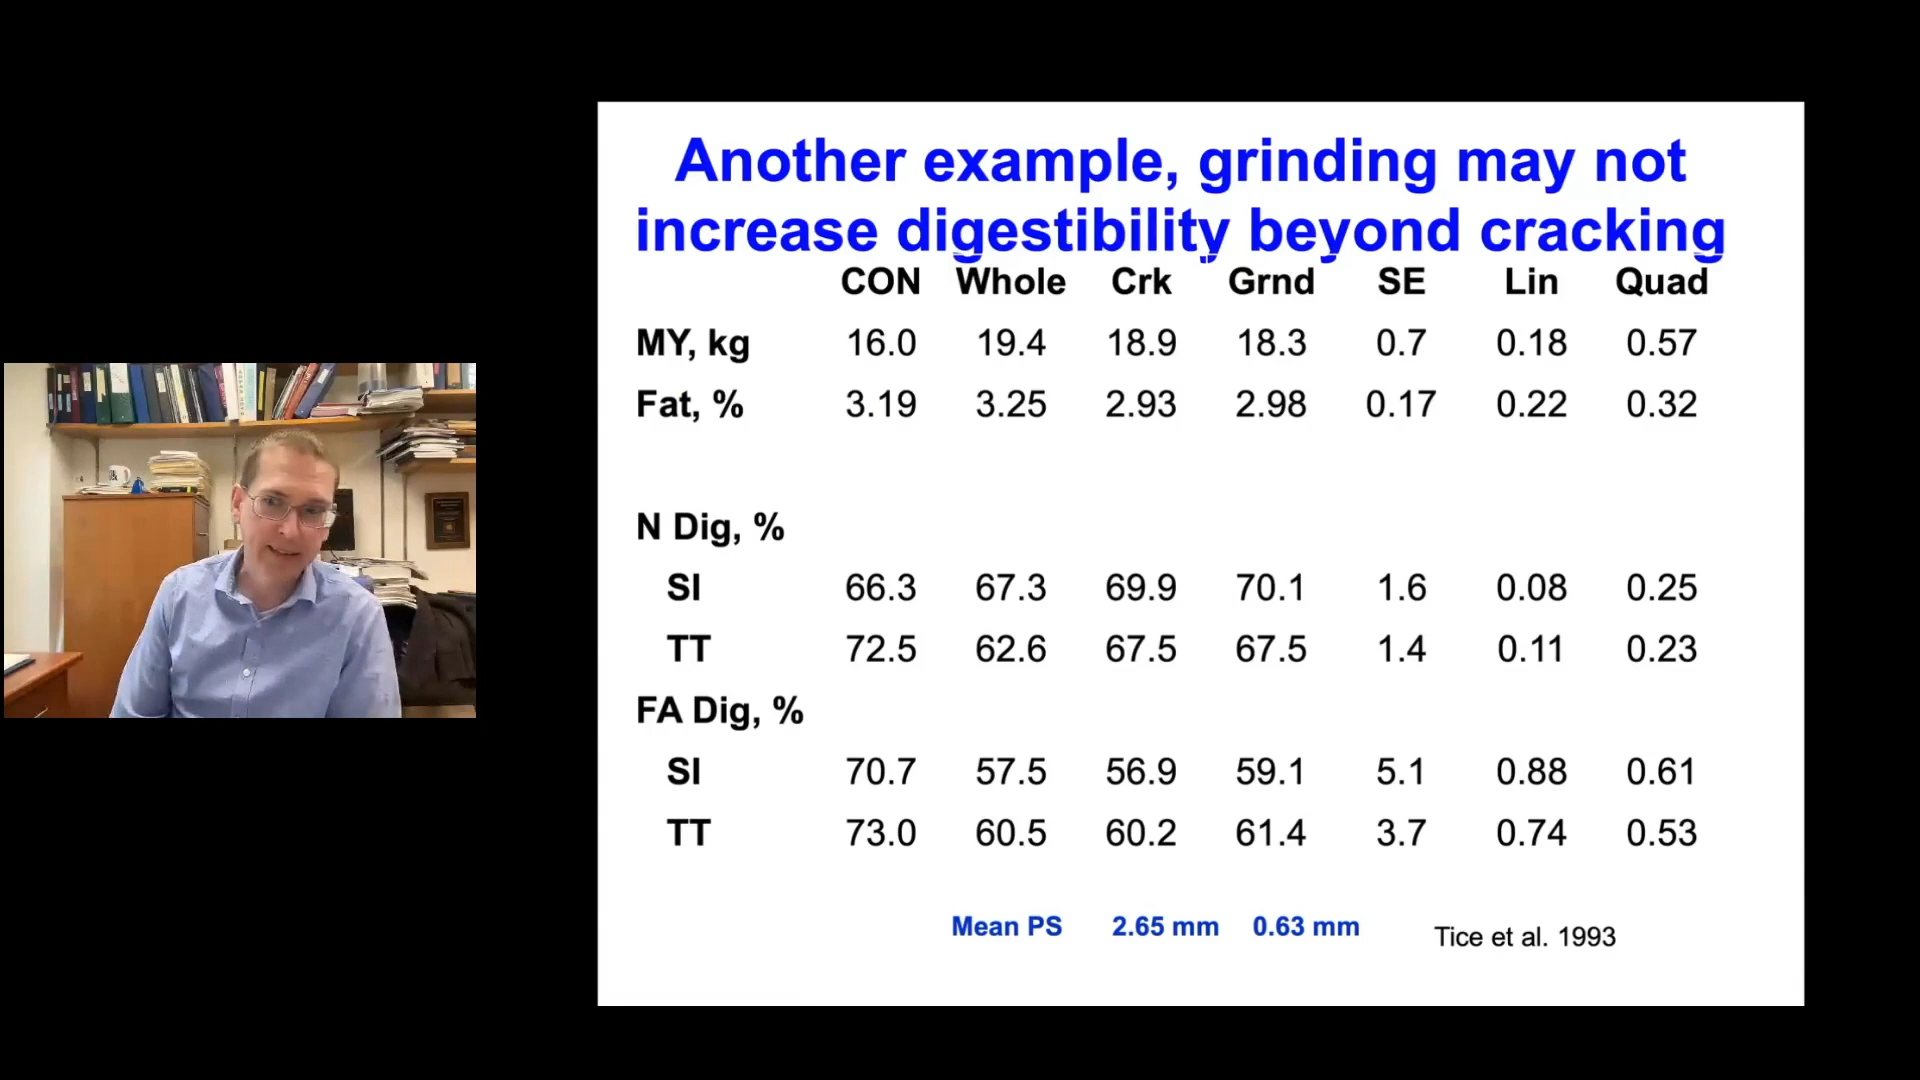 Another example, grinding may not
increase digestibility beyond cracking
CON Whole Crk Grnd SE Lin Quad
MY, kg 16.0 19.4 18.9 18.3 0.7 0.18 0.57
Fat, % 3.19 3.25 2.93 2.98 0.17 0.22 0.32
N Dig, %
SI 66.3 67.3 69.9 70.1 1.6 0.08 0.25
TT 72.5 62.6 67.5 67.5 1.4 0.11 0.23
FA Dig, %
SI 70.7 57.5 56.9 59.1 5.1 0.88 0.61
TT 73.0 60.5 60.2 61.4 3.7 0.74 0.53
Mean PS 2.65 mm 0.63 mm
Tice et al. 1993